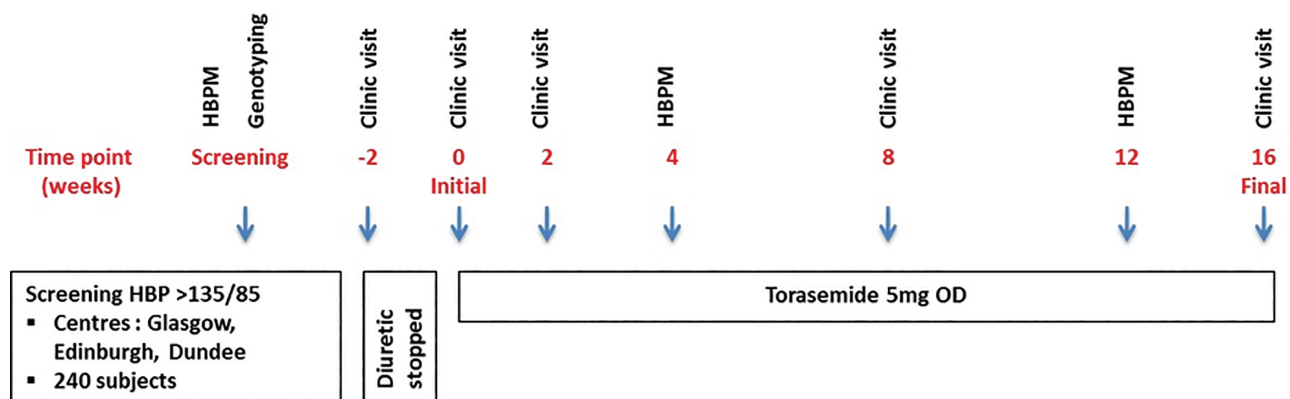 HBPM
Genotyping
Clinic visit
Clinic visit
Clinic visit
HBPM
Clinic visit
HBPM
Clinic visit
Time point
(weeks)
Screening
-2
0
Initial
2
4
8
12
16
Final
Screening HBP >135/85
▪ Centres : Glasgow,
Edinburgh, Dundee
▪ 240 subjects
Diuretic
stopped
Torasemide 5mg OD